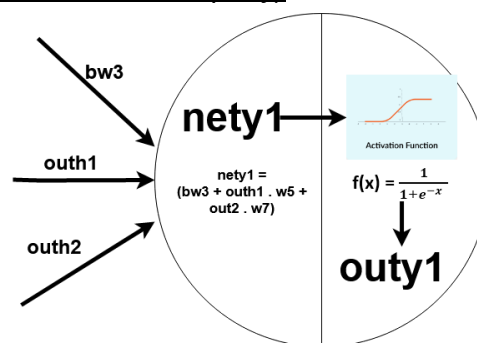 bw3
outh1
outh2
nety1
nety1 =
(bw3 + outh1 . w5 +
out2 . w7)
Activation Function
f(x) = 1/1+e^-x
outy1